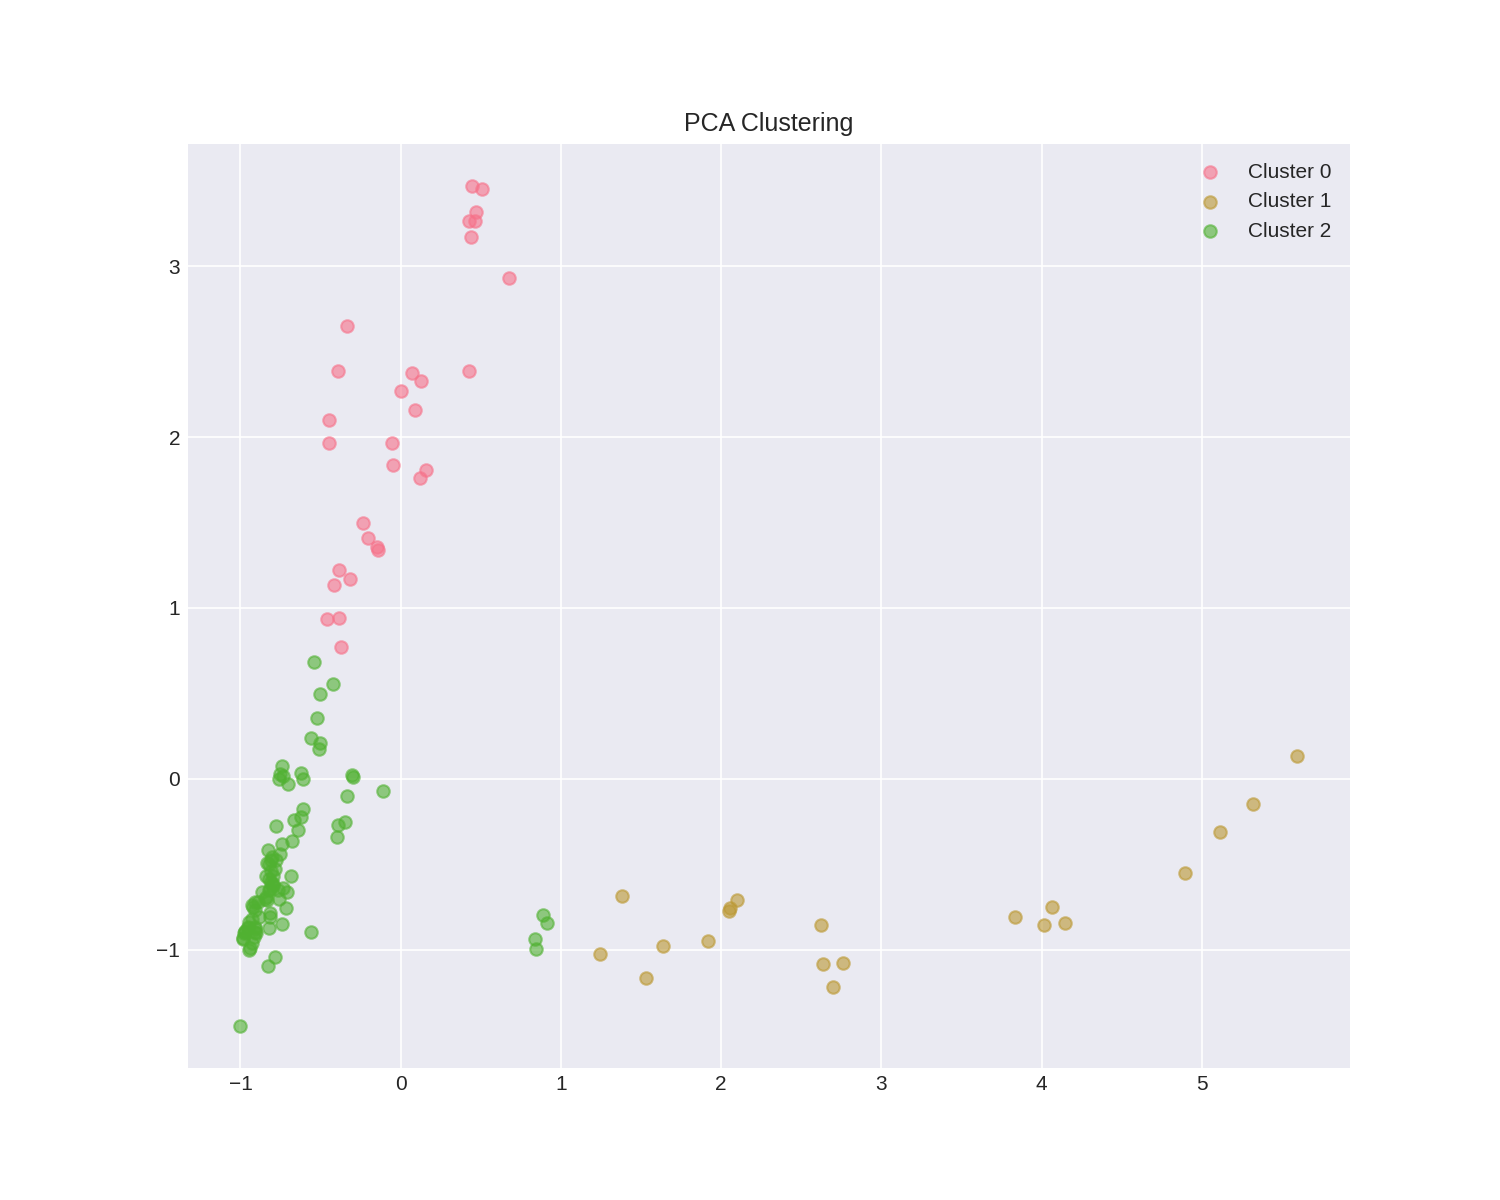 PCA Clustering
Cluster 0
Cluster 1
Cluster 2
3
2
1
0
−1
−1 0 1 2 3 4 5